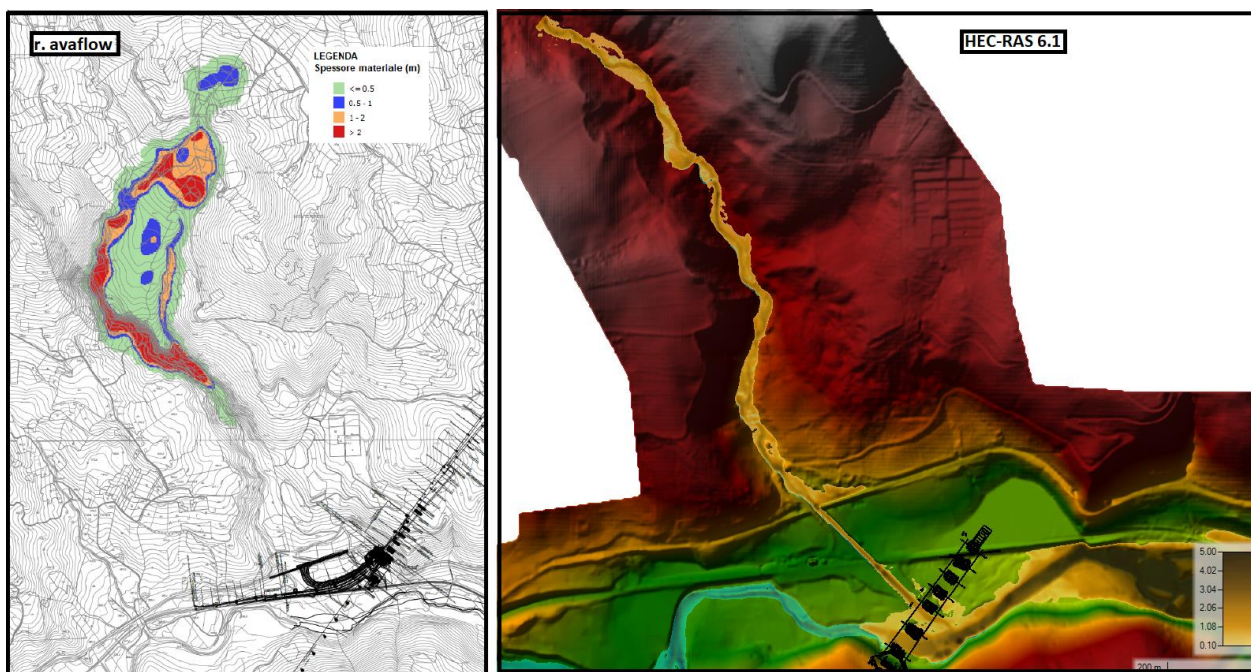 r. avaflow
LEGENDA
Spessore materiale (m)
<= 0.5
0.5 - 1
1 - 2
> 2
HEC-RAS 6.1
5.00
4.02
3.04
2.06
1.08
0.10
200 m